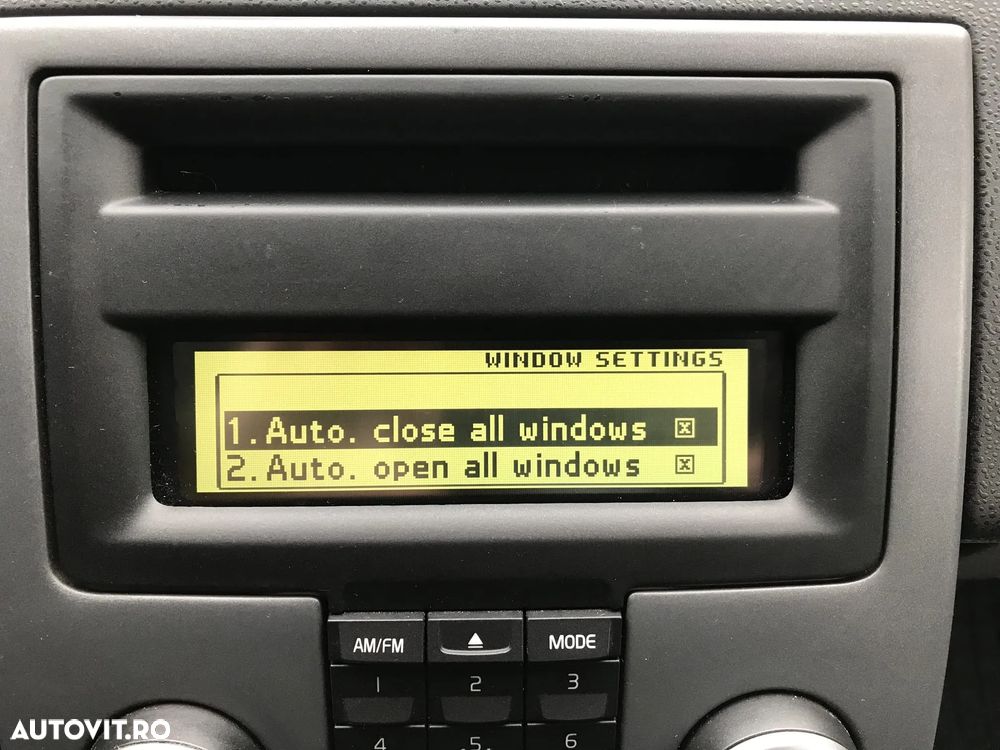 WINDOW SETTINGS
1. Auto. close all windows x
2. Auto. open all windows x
AM/FM MODE
1 2 3
4 .5. 6
AUTOVIT.RO